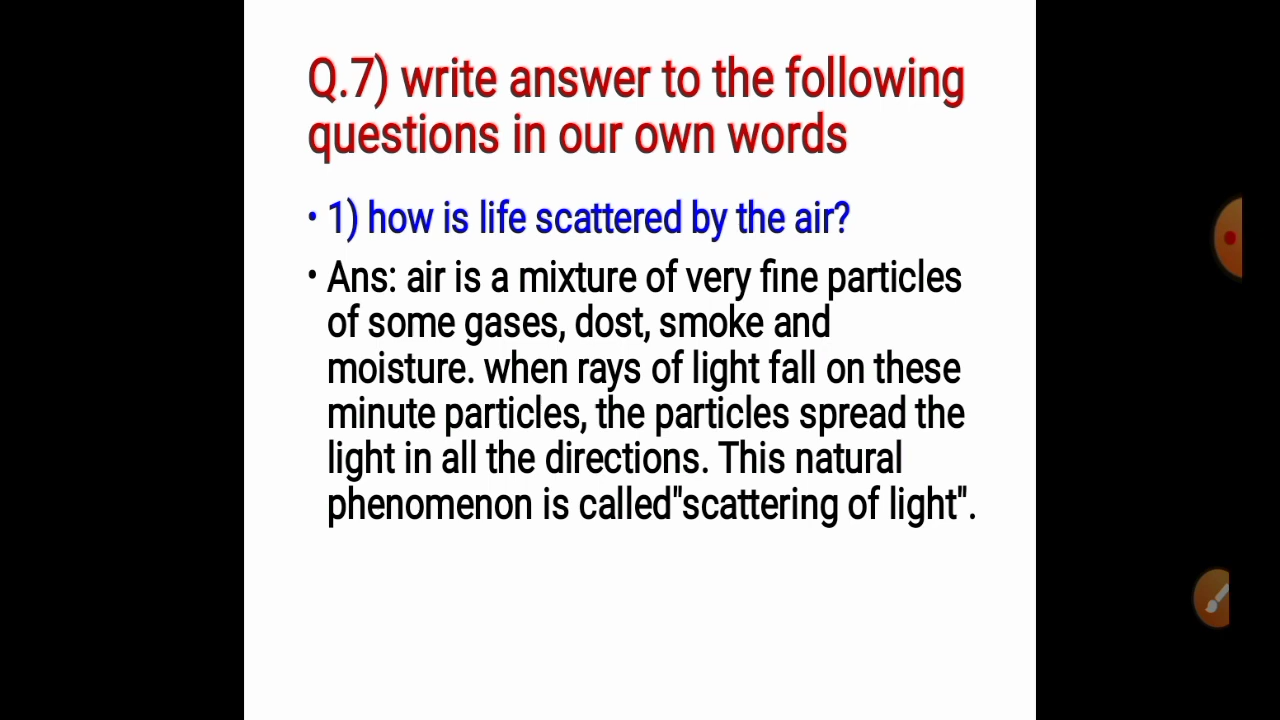 Q.7) write answer to the following
questions in our own words
• 1) how is life scattered by the air?
• Ans: air is a mixture of very fine particles
of some gases, dost, smoke and
moisture. when rays of light fall on these
minute particles, the particles spread the
light in all the directions. This natural
phenomenon is called"scattering of light".